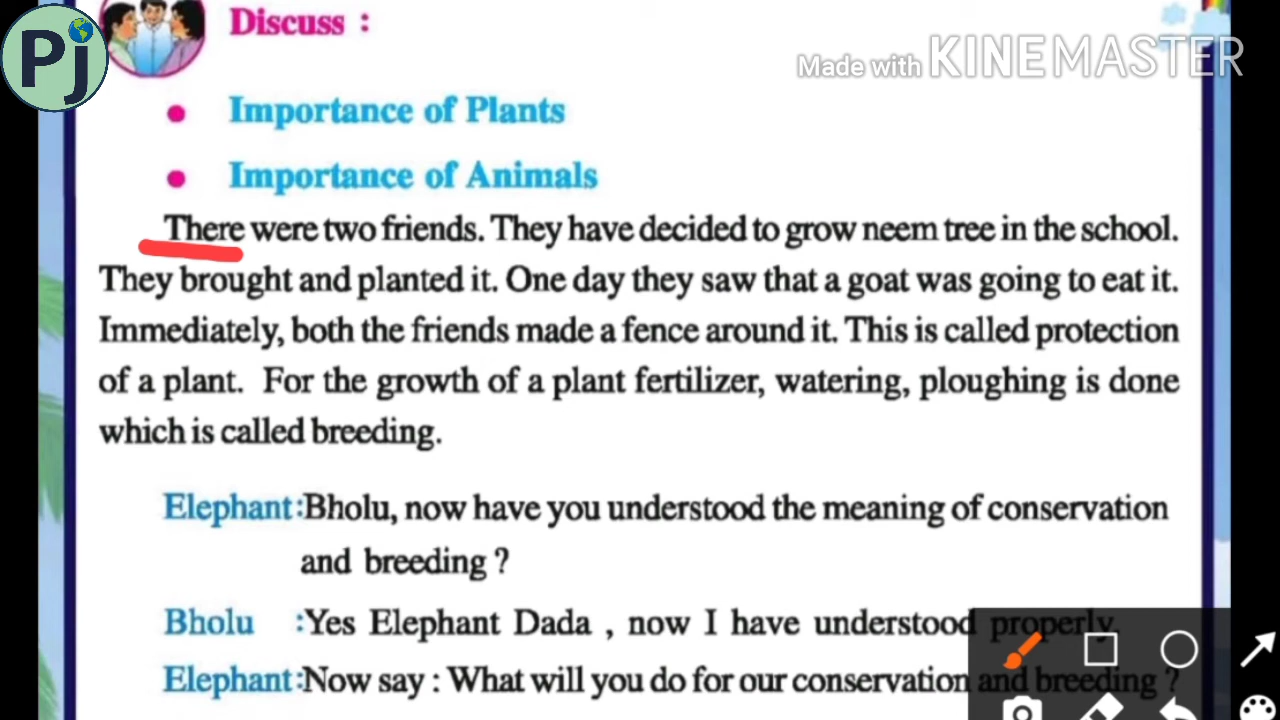 Pj
Discuss :
Made with KINEMASTER
• Importance of Plants
• Importance of Animals
There were two friends. They have decided to grow neem tree in the school.
They brought and planted it. One day they saw that a goat was going to eat it.
Immediately, both the friends made a fence around it. This is called protection
of a plant. For the growth of a plant fertilizer, watering, ploughing is done
which is called breeding.
Elephant :Bholu, now have you understood the meaning of conservation
and breeding ?
Bholu :Yes Elephant Dada , now I have understood properly.
Elephant:Now say : What will you do for our conservation and breeding ?